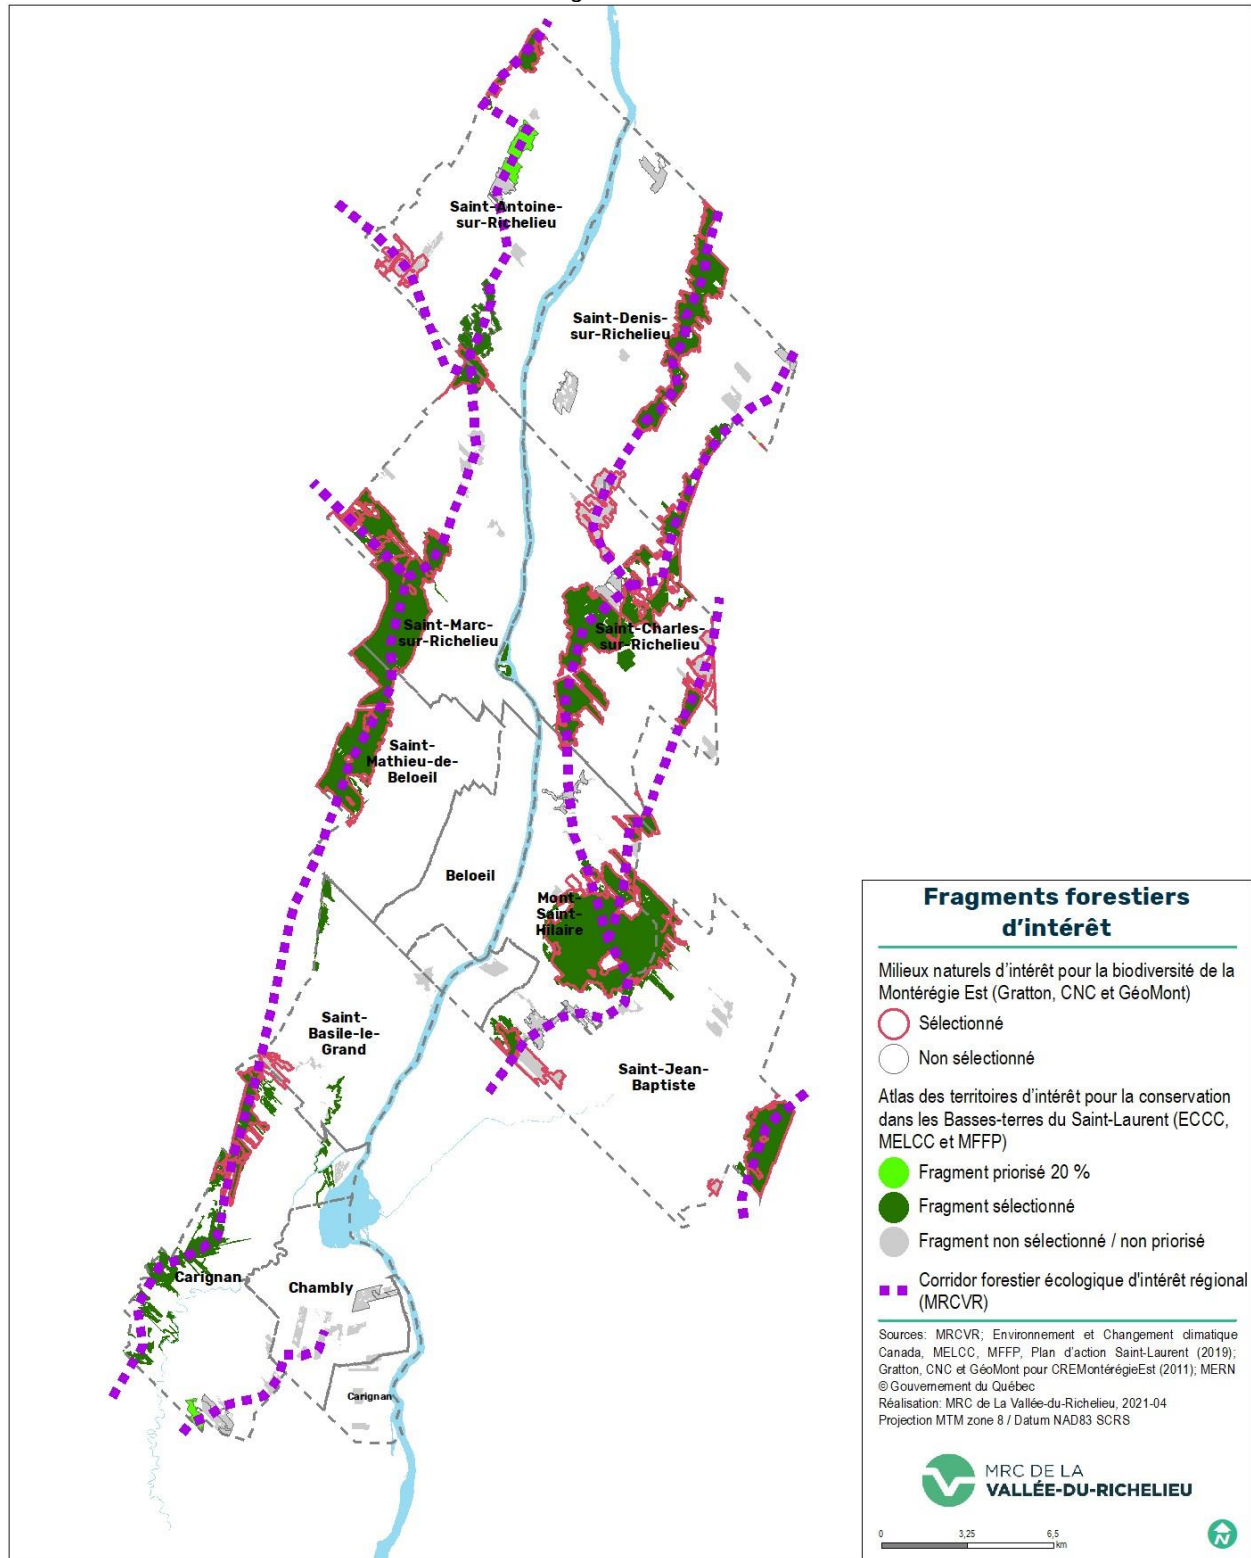 Saint-Antoine-
sur-Richelieu
Saint-Denis-
sur-Richelieu
Saint-Marc-
sur-Richelieu
Saint-Charles-
sur-Richelieu
Saint-
Mathieu-de-
Beloeil
Beloeil
Mont-
Saint-
Hilaire
Saint-
Basile-le-
Grand
Saint-Jean-
Baptiste
Carignan
Chambly
Carignan
Fragments forestiers
d'intérêt
Milieux naturels d'intérêt pour la biodiversité de la
Montérégie Est (Gratton, CNC et GéoMont)
Sélectionné
Non sélectionné
Atlas des territoires d'intérêt pour la conservation
dans les Basses-terres du Saint-Laurent (ECCC,
MELCC et MFFP)
Fragment priorisé 20 %
Fragment sélectionné
Fragment non sélectionné / non priorisé
Corridor forestier écologique d'intérêt régional
(MRCVR)
Sources: MRCVR; Environnement et Changement climatique
Canada, MELCC, MFFP, Plan d'action Saint-Laurent (2019);
Gratton, CNC et GéoMont pour CREMontérégieEst (2011); MERN
© Gouvernement du Québec
Réalisation: MRC de La Vallée-du-Richelieu, 2021-04
Projection MTM zone 8 / Datum NAD83 SCRS
MRC DE LA
VALLÉE-DU-RICHELIEU
0 3,25 6,5
km
N